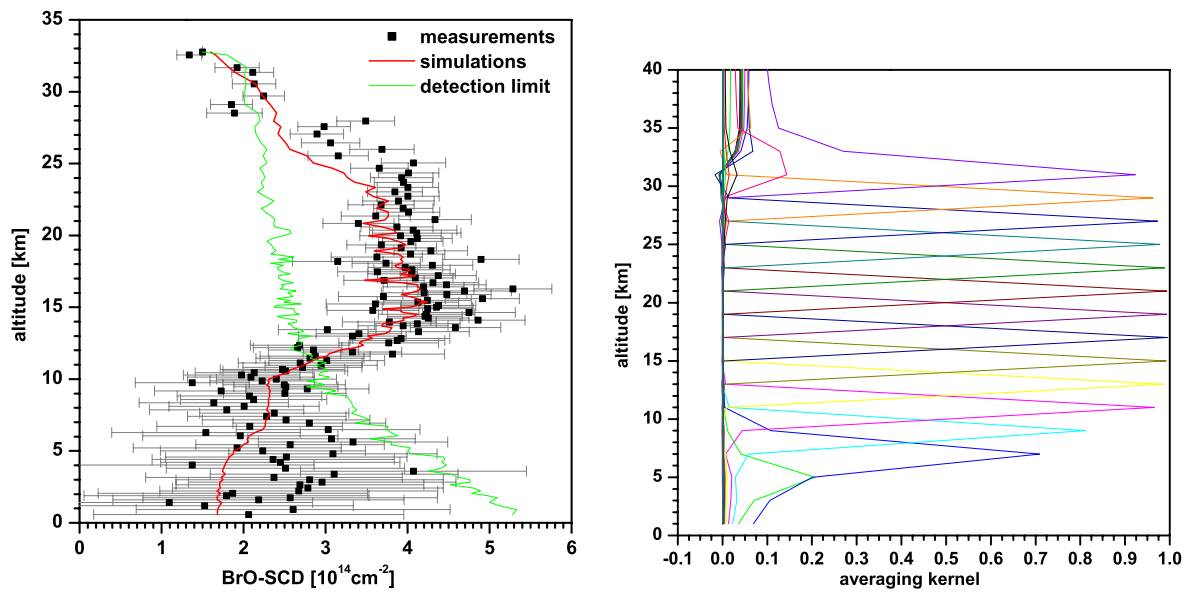 35
30
25
20
15
10
5
0
altitude [km]
measurements
simulations
detection limit
0 1 2 3 4 5 6
BrO-SCD [10^14 cm^-2]
40
35
30
25
20
15
10
5
0
altitude [km]
-0.1 0.0 0.1 0.2 0.3 0.4 0.5 0.6 0.7 0.8 0.9 1.0
averaging kernel